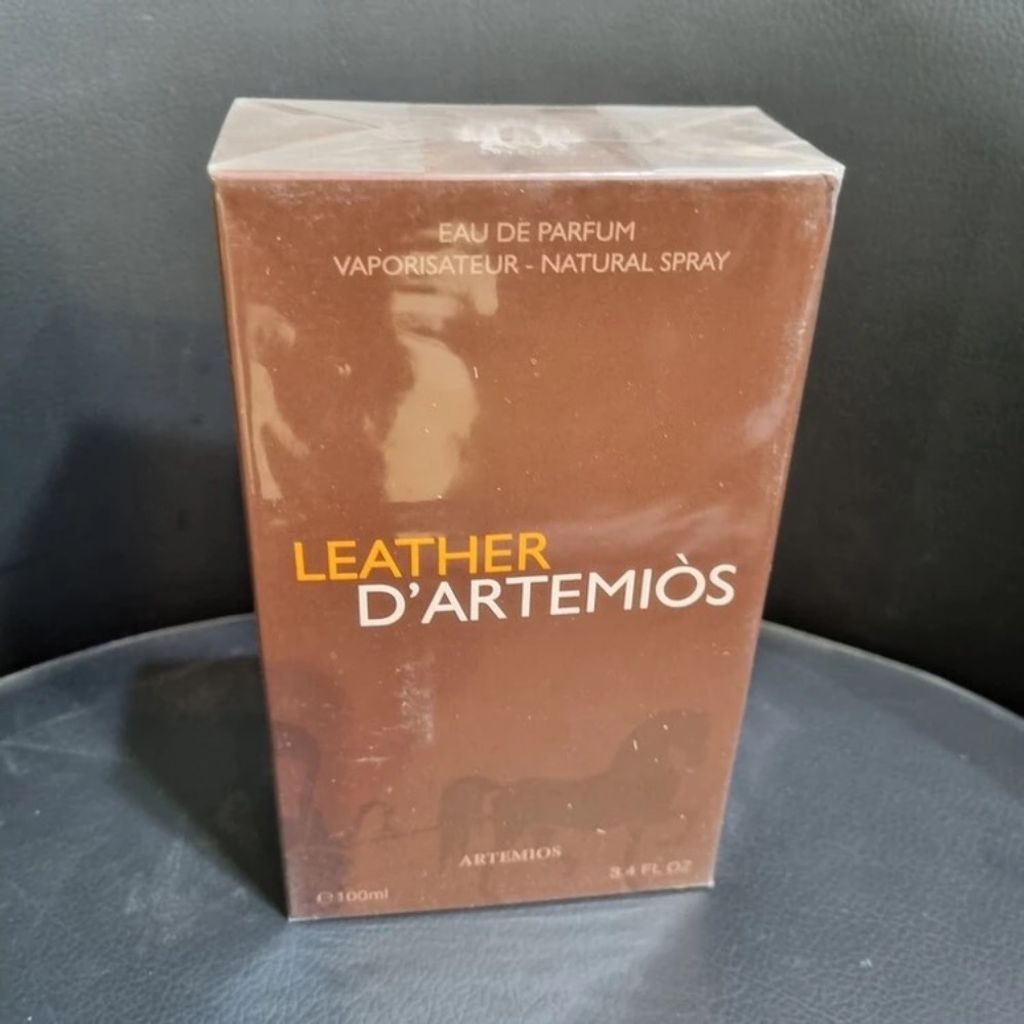 EAU DE PARFUM
VAPORISATEUR - NATURAL SPRAY
LEATHER
D'ARTEMIÒS
ARTEMIOS
℮100ml
3.4 FL OZ